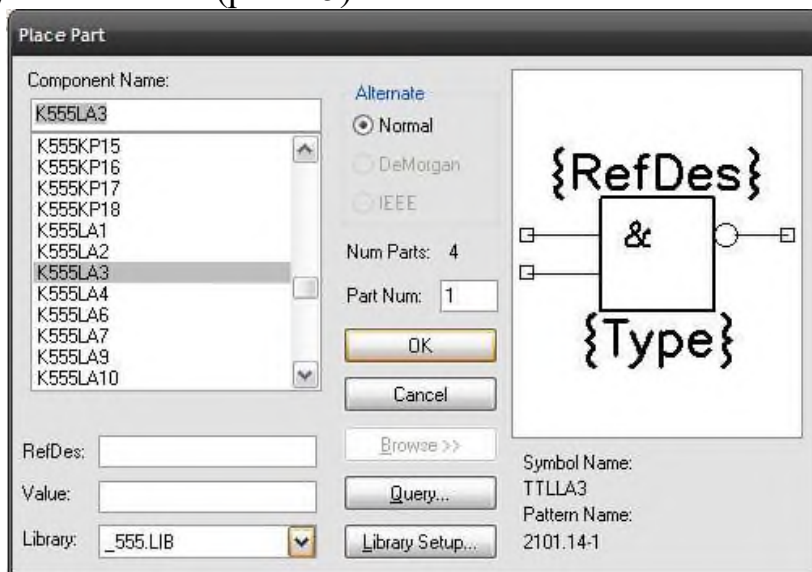 Place Part
Component Name:
K555LA3
K555KP15
K555KP16
K555KP17
K555KP18
K555LA1
K555LA2
K555LA3
K555LA4
K555LA6
K555LA7
K555LA9
K555LA10
RefDes:
Value:
Library:
_555.LIB
Alternate
Normal
DeMorgan
IEEE
Num Parts: 4
Part Num: 1
OK
Cancel
Browse >>
Query...
Library Setup...
{RefDes}
&
{Type}
Symbol Name:
TTLLA3
Pattern Name:
2101.14-1